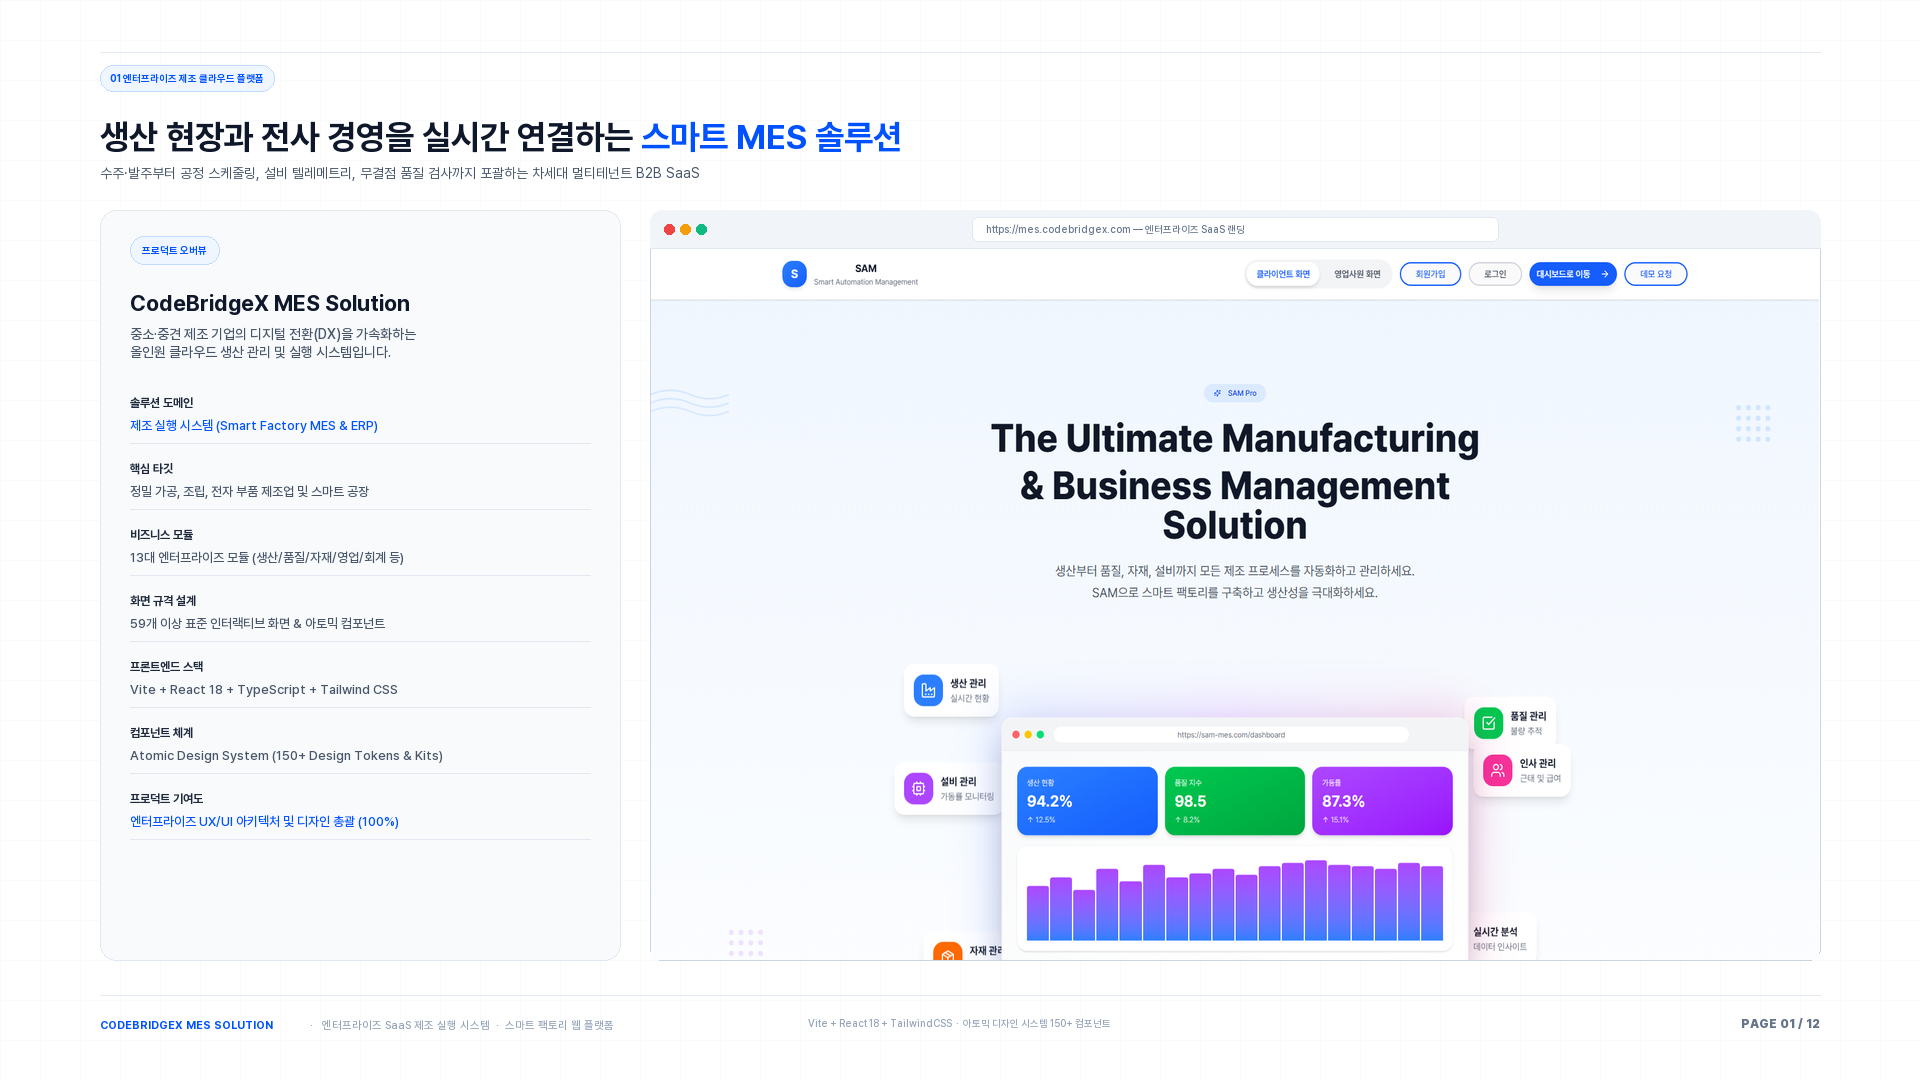 01 엔터프라이즈 제조 클라우드 플랫폼
생산 현장과 전사 경영을 실시간 연결하는 스마트 MES 솔루션
수주·발주부터 공정 스케줄링, 설비 텔레메트리, 무결점 품질 검사까지 포괄하는 차세대 멀티테넌트 B2B SaaS
프로덕트 오버뷰
CodeBridgeX MES Solution
중소·중견 제조 기업의 디지털 전환(DX)을 가속화하는
올인원 클라우드 생산 관리 및 실행 시스템입니다.
솔루션 도메인
제조 실행 시스템 (Smart Factory MES & ERP)
핵심 타깃
정밀 가공, 조립, 전자 부품 제조업 및 스마트 공장
비즈니스 모듈
13대 엔터프라이즈 모듈 (생산/품질/자재/영업/회계 등)
화면 규격 설계
59개 이상 표준 인터랙티브 화면 & 아토믹 컴포넌트
프론트엔드 스택
Vite + React 18 + TypeScript + Tailwind CSS
컴포넌트 체계
Atomic Design System (150+ Design Tokens & Kits)
프로덕트 기여도
엔터프라이즈 UX/UI 아키텍처 및 디자인 총괄 (100%)
https://mes.codebridgex.com — 엔터프라이즈 SaaS 랜딩
S
SAM
Smart Automation Management
클라이언트 화면
영업사원 화면
회원가입
로그인
대시보드로 이동 →
데모 요청
SAM Pro
The Ultimate Manufacturing
& Business Management
Solution
생산부터 품질, 자재, 설비까지 모든 제조 프로세스를 자동화하고 관리하세요.
SAM으로 스마트 팩토리를 구축하고 생산성을 극대화하세요.
생산 관리
실시간 현황
설비 관리
가동률 모니터링
자재 관리
품질 관리
불량 추적
인사 관리
근태 및 급여
실시간 분석
데이터 인사이트
https://sam-mes.com/dashboard
생산 현황
94.2%
↑ 12.5%
품질 지수
98.5
↑ 8.2%
가동률
87.3%
↑ 15.1%
CODEBRIDGEX MES SOLUTION · 엔터프라이즈 SaaS 제조 실행 시스템 · 스마트 팩토리 웹 플랫폼
Vite + React 18 + TailwindCSS · 아토믹 디자인 시스템 150+ 컴포넌트
PAGE 01 / 12